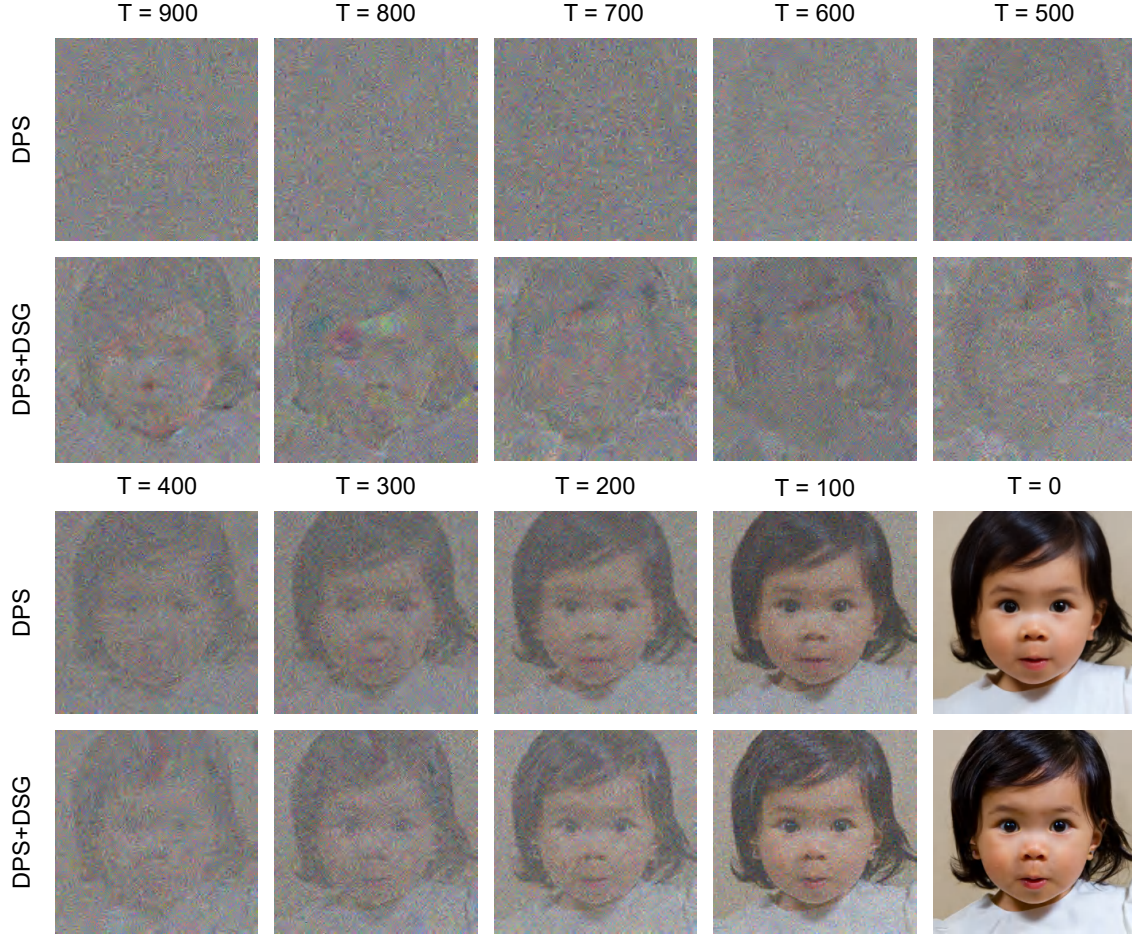 T = 900 T = 800 T = 700 T = 600 T = 500
DPS
DPS+DSG
T = 400 T = 300 T = 200 T = 100 T = 0
DPS
DPS+DSG